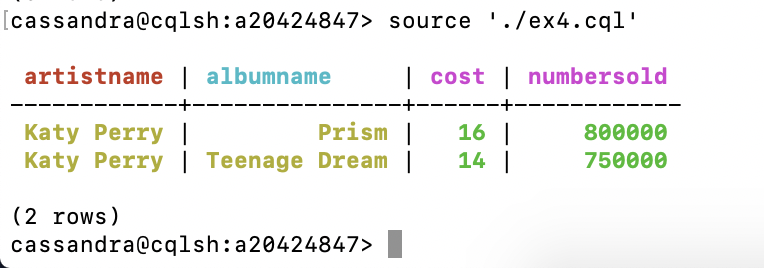 [cassandra@cqlsh:a20424847> source './ex4.cql'
artistname | albumname | cost | numbersold
------------+---------------+------+------------
Katy Perry | Prism | 16 | 800000
Katy Perry | Teenage Dream | 14 | 750000
(2 rows)
cassandra@cqlsh:a20424847>